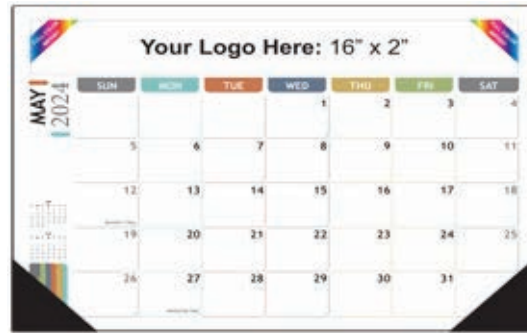 Your Logo Here: 16" x 2"
MAY
2024
SUN MON TUE WED THU FRI SAT
1 2 3 4
5 6 7 8 9 10 11
12 13 14 15 16 17 18
19 20 21 22 23 24 25
26 27 28 29 30 31